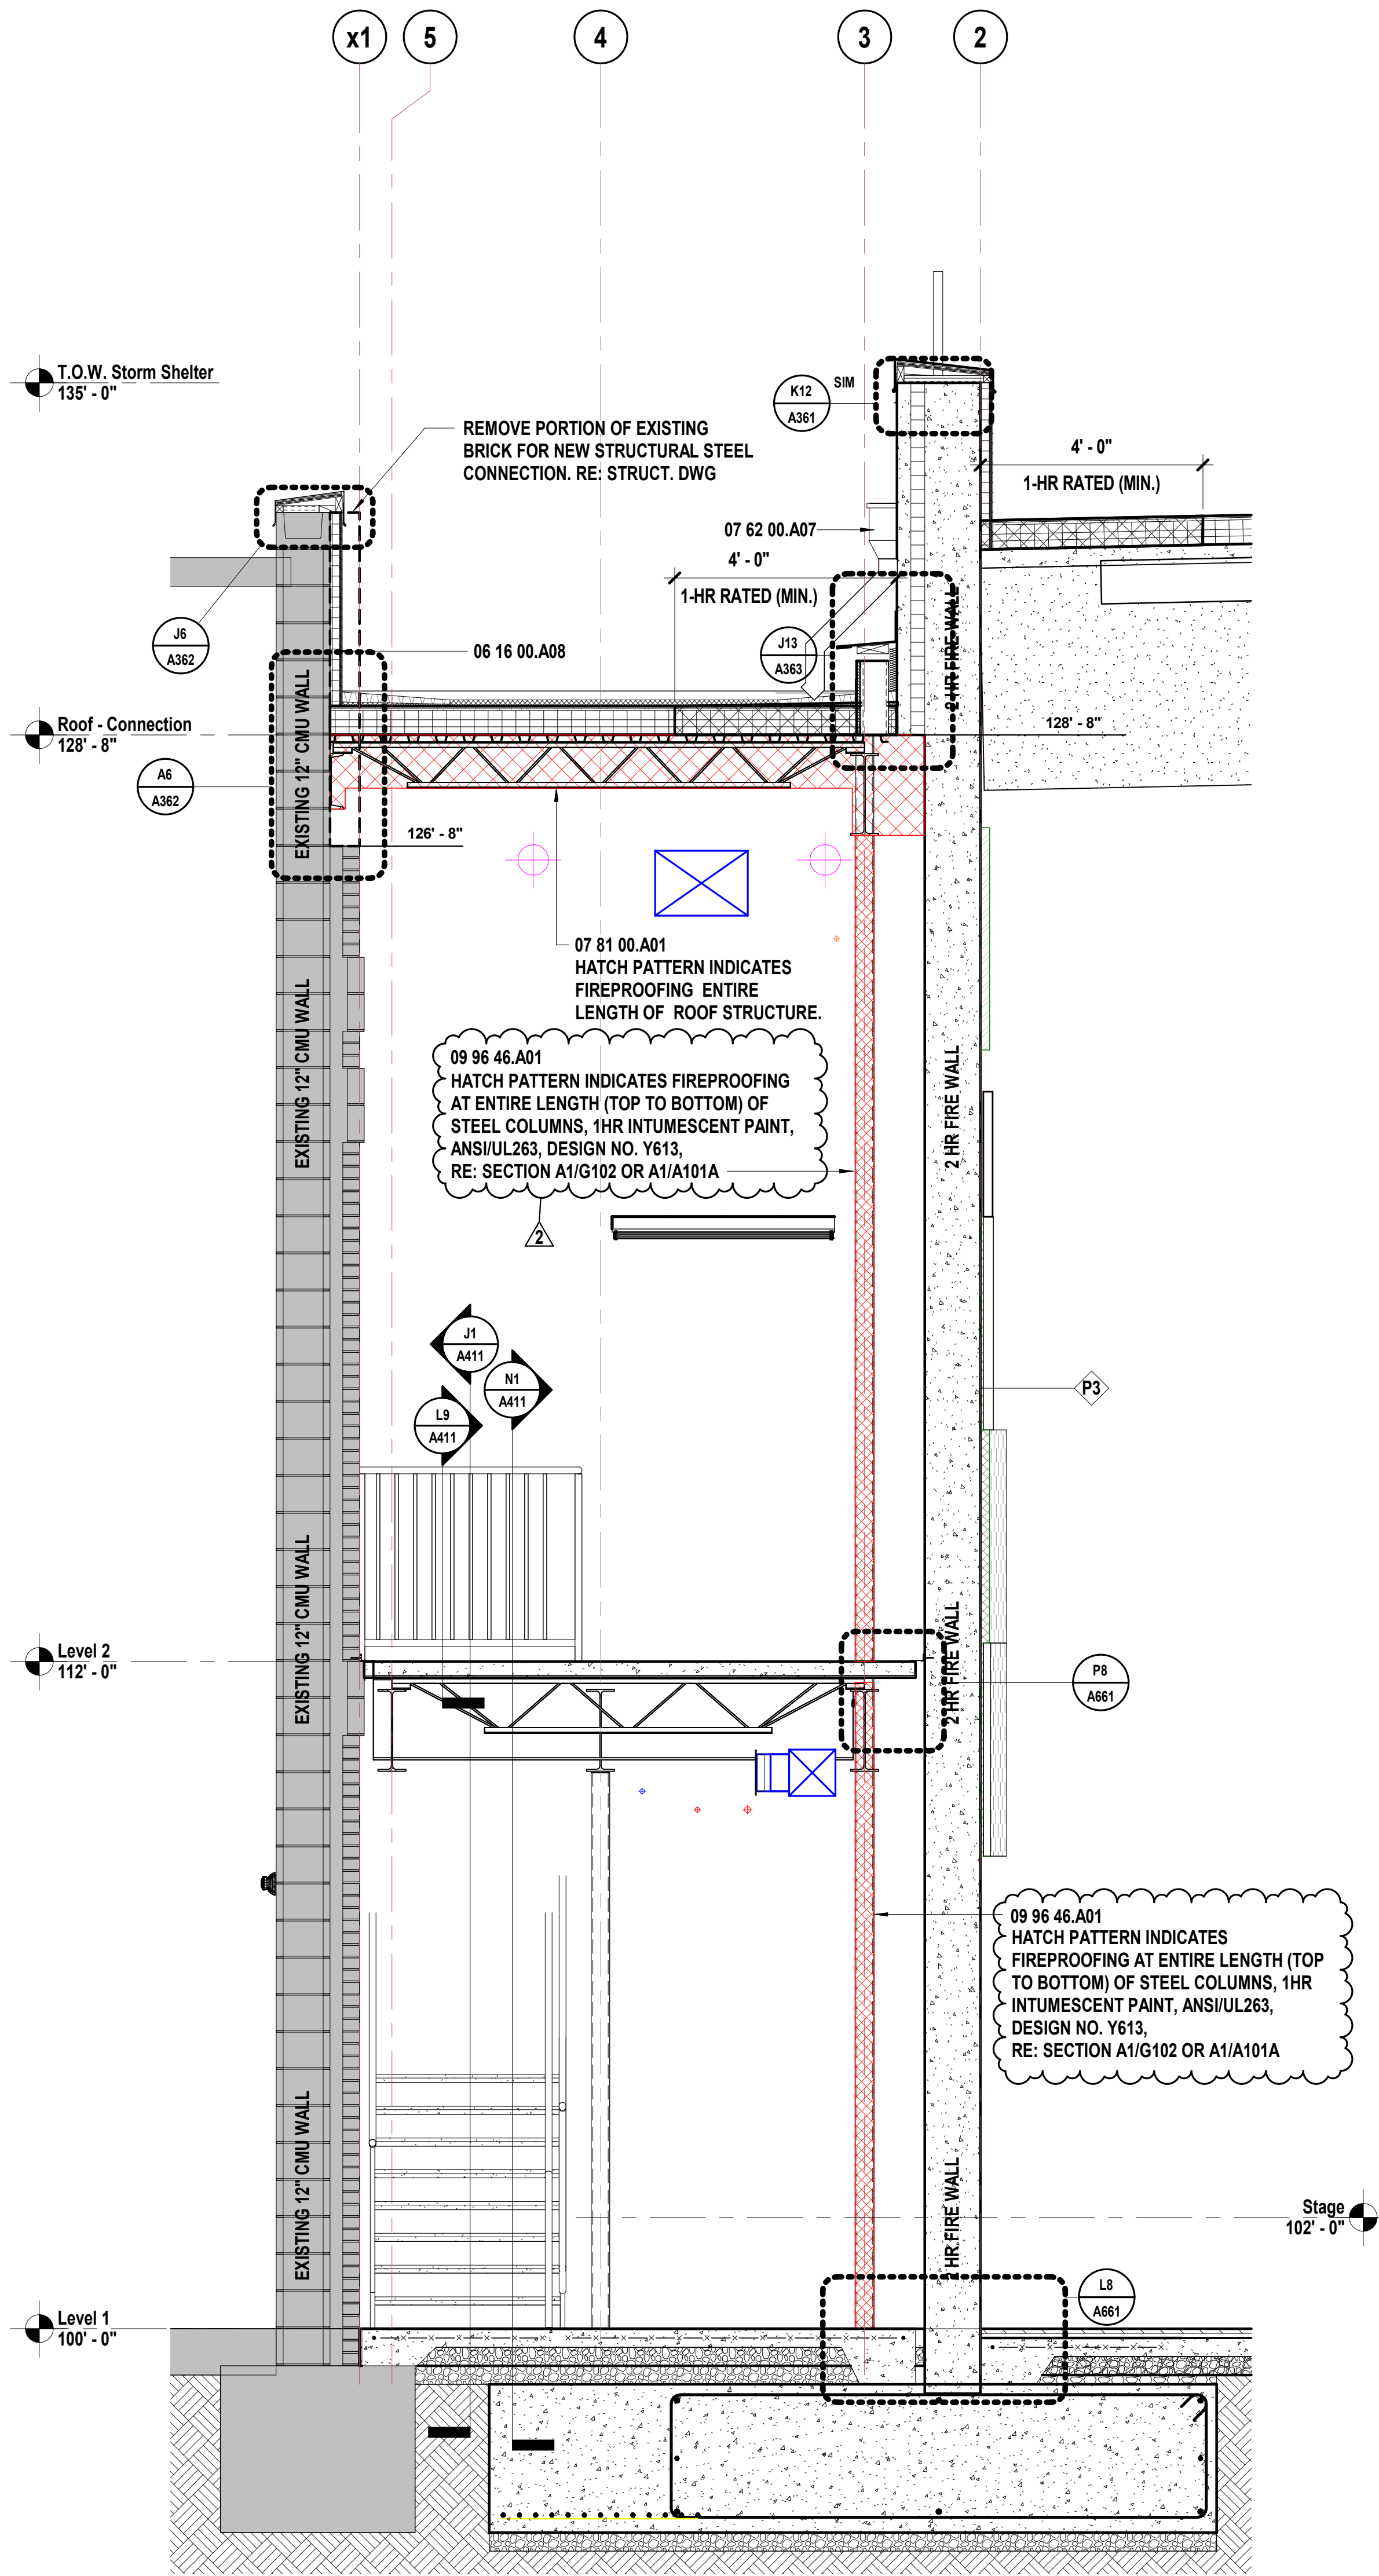 x1
5
4
3
2
T.O.W. Storm Shelter
135' - 0"
K12
A361
SIM
REMOVE PORTION OF EXISTING
BRICK FOR NEW STRUCTURAL STEEL
CONNECTION. RE: STRUCT. DWG
4' - 0"
1-HR RATED (MIN.)
07 62 00.A07
4' - 0"
1-HR RATED (MIN.)
J6
A362
06 16 00.A08
J13
A363
2 HR FIRE WALL
EXISTING 12" CMU WALL
Roof - Connection
128' - 8"
128' - 8"
A6
A362
126' - 8"
07 81 00.A01
HATCH PATTERN INDICATES
FIREPROOFING ENTIRE
LENGTH OF ROOF STRUCTURE.
EXISTING 12" CMU WALL
09 96 46.A01
HATCH PATTERN INDICATES FIREPROOFING
AT ENTIRE LENGTH (TOP TO BOTTOM) OF
STEEL COLUMNS, 1HR INTUMESCENT PAINT,
ANSI/UL263, DESIGN NO. Y613,
RE: SECTION A1/G102 OR A1/A101A
2 HR FIRE WALL
2
J1
A411
N1
A411
L9
A411
P3
EXISTING 12" CMU WALL
2 HR FIRE WALL
Level 2
112' - 0"
P8
A661
09 96 46.A01
HATCH PATTERN INDICATES
FIREPROOFING AT ENTIRE LENGTH (TOP
TO BOTTOM) OF STEEL COLUMNS, 1HR
INTUMESCENT PAINT, ANSI/UL263,
DESIGN NO. Y613,
RE: SECTION A1/G102 OR A1/A101A
EXISTING 12" CMU WALL
2 HR FIRE WALL
Stage
102' - 0"
L8
A661
Level 1
100' - 0"